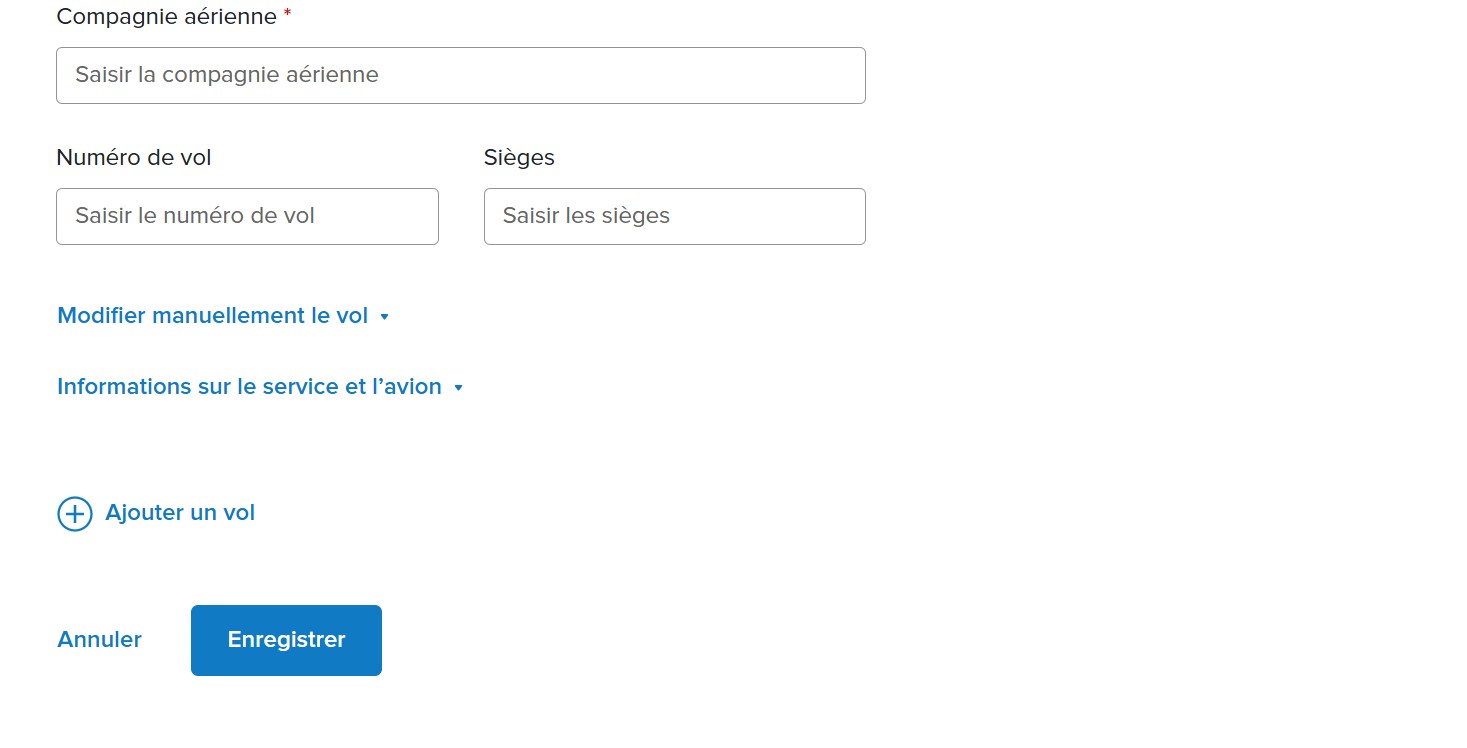 Compagnie aérienne *
Saisir la compagnie aérienne
Numéro de vol
Sièges
Saisir le numéro de vol
Saisir les sièges
Modifier manuellement le vol
Informations sur le service et l’avion
Ajouter un vol
Annuler
Enregistrer